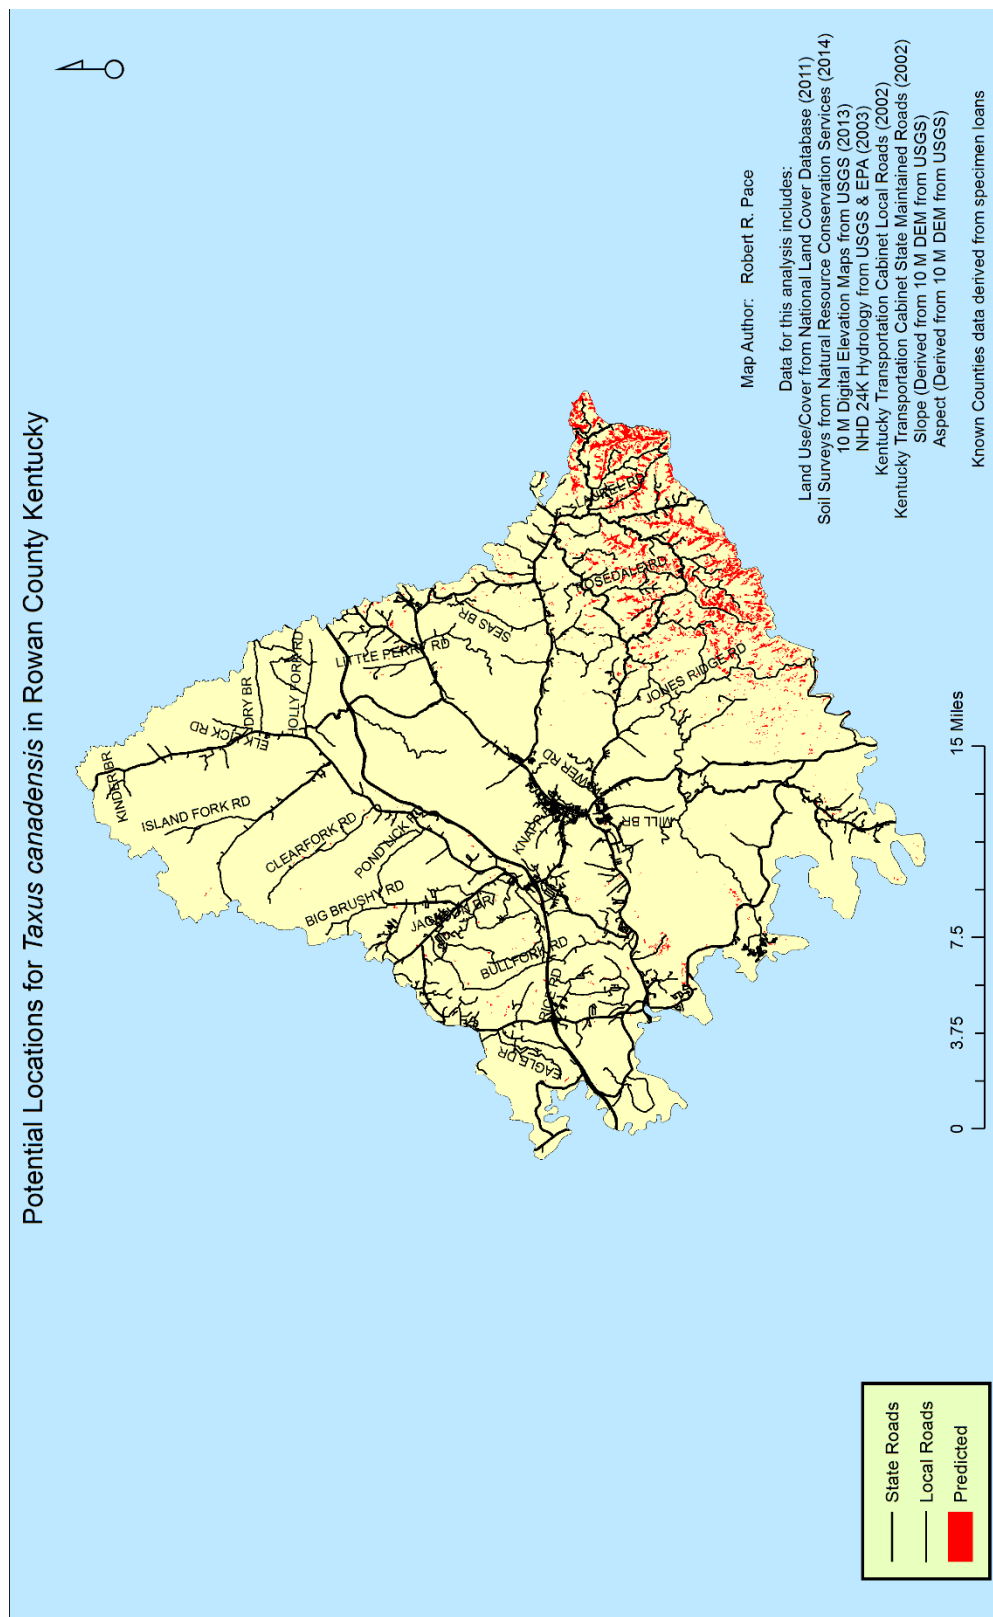 Potential Locations for Taxus canadensis in Rowan County Kentucky
KINDER BR
ELK LICK RD
DRY BR
HOLLY FORK RD
ISLAND FORK RD
CLEARFORK RD
POND LICK RD
BIG BRUSHY RD
LITTLE PERRY RD
SEAS BR
BULLFORK RD
RICE RD
EAGLE DR
MILL BR
JONES RIDGE RD
LAUREL RD
Map Author: Robert R. Pace
Data for this analysis includes:
Land Use/Cover from National Land Cover Database (2011)
Soil Surveys from Natural Resource Conservation Services (2014)
10 M Digital Elevation Maps from USGS (2013)
NHD 24K Hydrology from USGS & EPA (2003)
Kentucky Transportation Cabinet Local Roads (2002)
Kentucky Transportation Cabinet State Maintained Roads (2002)
Slope (Derived from 10 M DEM from USGS)
Aspect (Derived from 10 M DEM from USGS)
Known Counties data derived from specimen loans
State Roads
Local Roads
Predicted
0 3.75 7.5 15 Miles